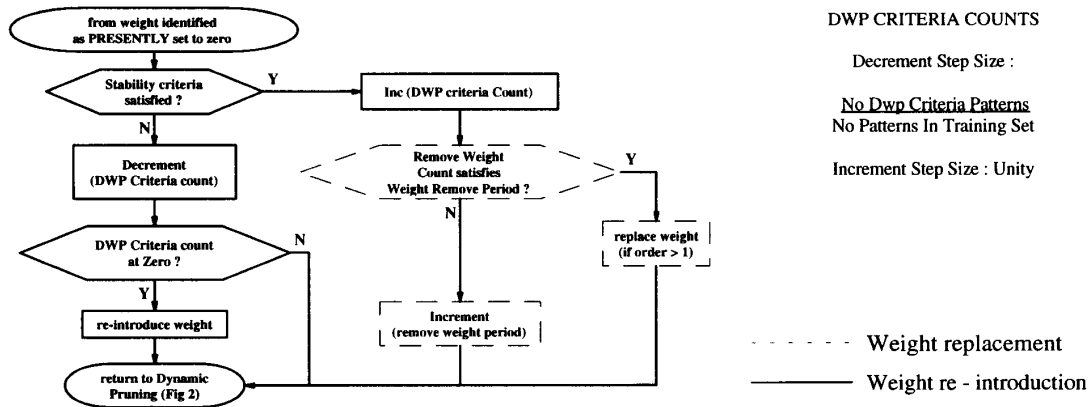 from weight identified
as PRESENTLY set to zero
Stability criteria
satisfied ?
Y
N
Inc (DWP criteria Count)
Decrement
(DWP Criteria count)
Remove Weight
Count satisfies
Weight Remove Period ?
Y
N
DWP Criteria count
at Zero ?
N
Y
replace weight
(if order > 1)
re-introduce weight
Increment
(remove weight period)
return to Dynamic
Pruning (Fig 2)
DWP CRITERIA COUNTS
Decrement Step Size :
No Dwp Criteria Patterns
No Patterns In Training Set
Increment Step Size : Unity
Weight replacement
Weight re - introduction